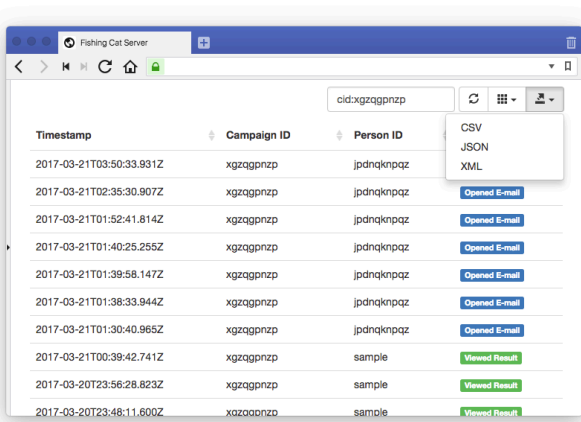 Fishing Cat Server
cid:xgzqgpnzp
CSV
JSON
XML
Timestamp Campaign ID Person ID
2017-03-21T03:50:33.931Z xgzqgpnzp jpdnqknpqz
2017-03-21T02:35:30.907Z xgzqgpnzp jpdnqknpqz Opened E-mail
2017-03-21T01:52:41.814Z xgzqgpnzp jpdnqknpqz Opened E-mail
2017-03-21T01:40:25.255Z xgzqgpnzp jpdnqknpqz Opened E-mail
2017-03-21T01:39:58.147Z xgzqgpnzp jpdnqknpqz Opened E-mail
2017-03-21T01:38:33.944Z xgzqgpnzp jpdnqknpqz Opened E-mail
2017-03-21T01:30:40.965Z xgzqgpnzp jpdnqknpqz Opened E-mail
2017-03-21T00:39:42.741Z xgzqgpnzp sample Viewed Result
2017-03-20T23:56:28.823Z xgzqgpnzp sample Viewed Result
2017-03-20T23:48:11.600Z xgzqgpnzp sample Viewed Result